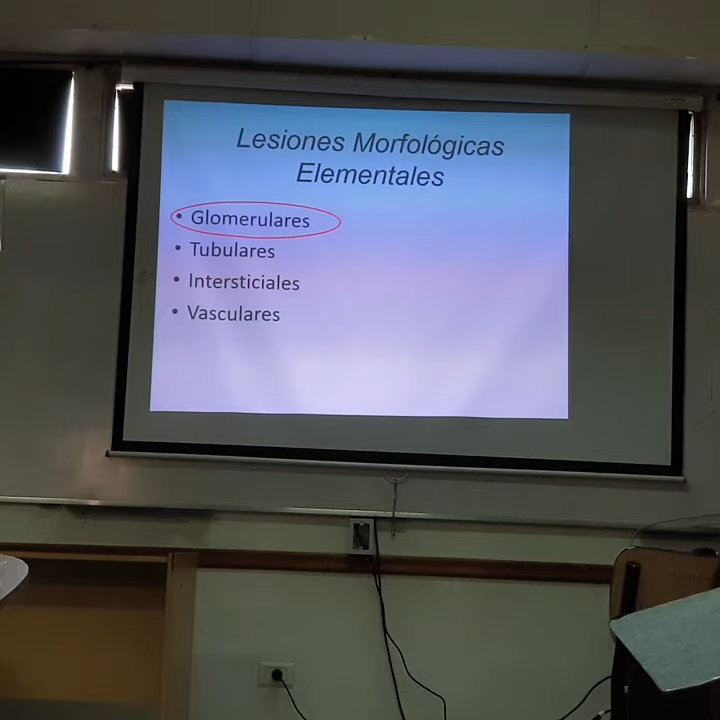 Lesiones Morfológicas
Elementales
• Glomerulares
• Tubulares
• Intersticiales
• Vasculares